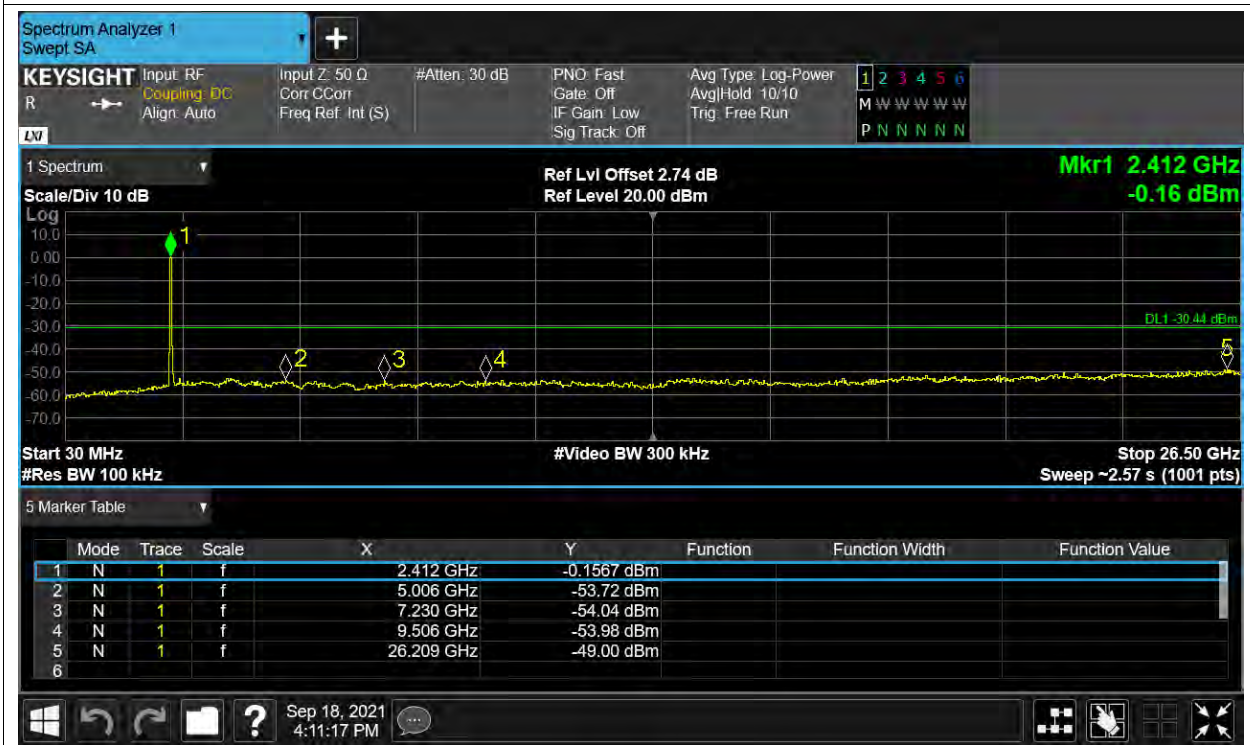 Spectrum Analyzer 1
Swept SA
+
KEYSIGHT Input: RF Input Z: 50 Ω #Atten: 30 dB PNO: Fast Avg Type: Log-Power 1 2 3 4 5 6
R Coupling: DC Corr CCorr Gate: Off Avg|Hold: 10/10 M W W W W W W
Align: Auto Freq Ref: Int (S) IF Gain: Low Trig: Free Run
LXI Sig Track: Off P N N N N N N
1 Spectrum Ref Lvl Offset 2.74 dB Mkr1 2.412 GHz
Scale/Div 10 dB Ref Level 20.00 dBm -0.16 dBm
Log
10.0 1
0.00
-10.0
-20.0
-30.0 DL1 -30.44 dBm
-40.0 2 3 4 5
-50.0
-60.0
-70.0
Start 30 MHz #Video BW 300 kHz Stop 26.50 GHz
#Res BW 100 kHz Sweep ~2.57 s (1001 pts)
5 Marker Table
Mode Trace Scale X Y Function Function Width Function Value
1 N 1 f 2.412 GHz -0.1567 dBm
2 N 1 f 5.006 GHz -53.72 dBm
3 N 1 f 7.230 GHz -54.04 dBm
4 N 1 f 9.506 GHz -53.98 dBm
5 N 1 f 26.209 GHz -49.00 dBm
6
? Sep 18, 2021
4:11:17 PM